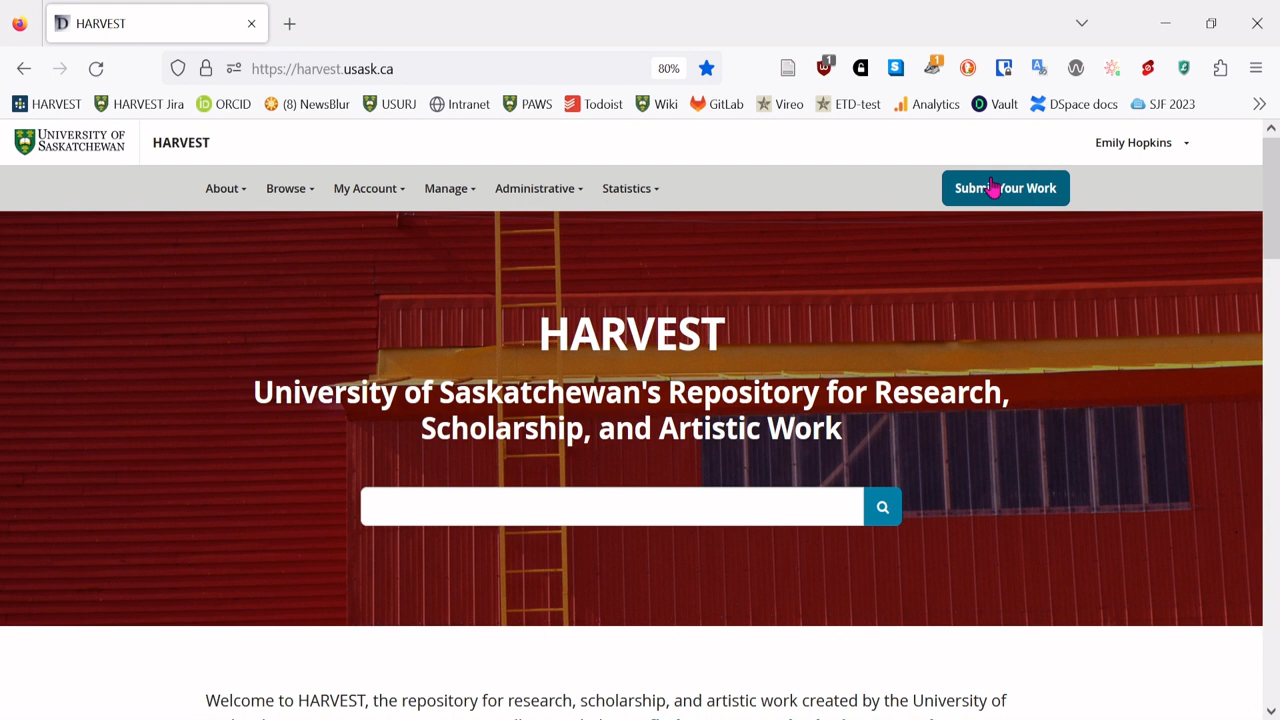 HARVEST
https://harvest.usask.ca
80%
1
1
HARVEST
HARVEST Jira
ORCID
(8) Newsblur
USURJ
Intranet
PAWS
Todoist
Wiki
GitLab
Vireo
ETD-test
Analytics
Vault
DSpace docs
SJF 2023
UNIVERSITY OF
SASKATCHEWAN
HARVEST
Emily Hopkins
About
Browse
My Account
Manage
Administrative
Statistics
Submit Your Work
HARVEST
University of Saskatchewan's Repository for Research,
Scholarship, and Artistic Work
Welcome to HARVEST, the repository for research, scholarship, and artistic work created by the University of